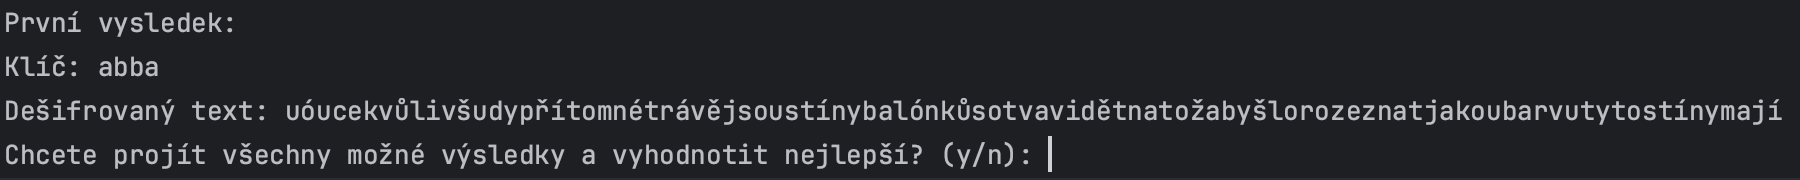 První vysledek:
Klíč: abba
Dešifrovaný text: uóucekvůlivšudypřítomnétrávějsoustínybalónkůsotvavidětnatožabyšlorozeznatjakoubarvutytostínymají
Chcete projít všechny možné výsledky a vyhodnotit nejlepší? (y/n):